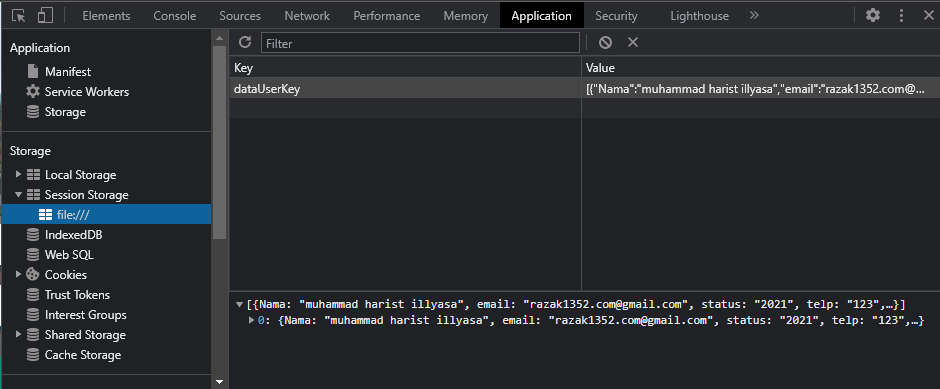 Elements Console Sources Network Performance Memory Application Security Lighthouse »
Application
Manifest
Service Workers
Storage
Storage
Local Storage
Session Storage
file:///
IndexedDB
Web SQL
Cookies
Trust Tokens
Interest Groups
Shared Storage
Cache Storage
Filter
Key Value
dataUserKey [{"Nama":"muhammad harist illyasa","email":"razak1352.com@...
[{Nama: "muhammad harist illyasa", email: "razak1352.com@gmail.com", status: "2021", telp: "123",…}]
0: {Nama: "muhammad harist illyasa", email: "razak1352.com@gmail.com", status: "2021", telp: "123",…}